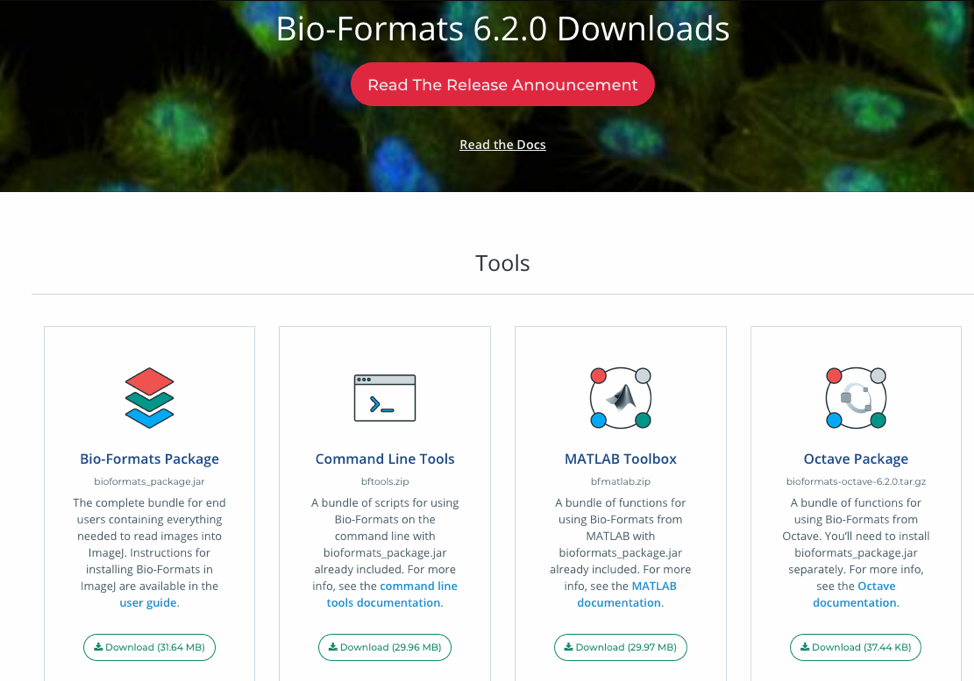 Bio-Formats 6.2.0 Downloads
Read The Release Announcement
Read the Docs
Tools
Bio-Formats Package
bioformats_package.jar
The complete bundle for end
users containing everything
needed to read images into
ImageJ. Instructions for
installing Bio-Formats in
ImageJ are available in the
user guide.
Download (31.64 MB)
Command Line Tools
bftools.zip
A bundle of scripts for using
Bio-Formats on the
command line with
bioformats_package.jar
already included. For more
info, see the command line
tools documentation.
Download (29.96 MB)
MATLAB Toolbox
bfmatlab.zip
A bundle of functions for
using Bio-Formats from
MATLAB with
bioformats_package.jar
already included. For more
info, see the MATLAB
documentation.
Download (29.97 MB)
Octave Package
bioformats-octave-6.2.0.tar.gz
A bundle of functions for
using Bio-Formats from
Octave. You’ll need to install
bioformats_package.jar
separately. For more info,
see the Octave
documentation.
Download (37.44 KB)